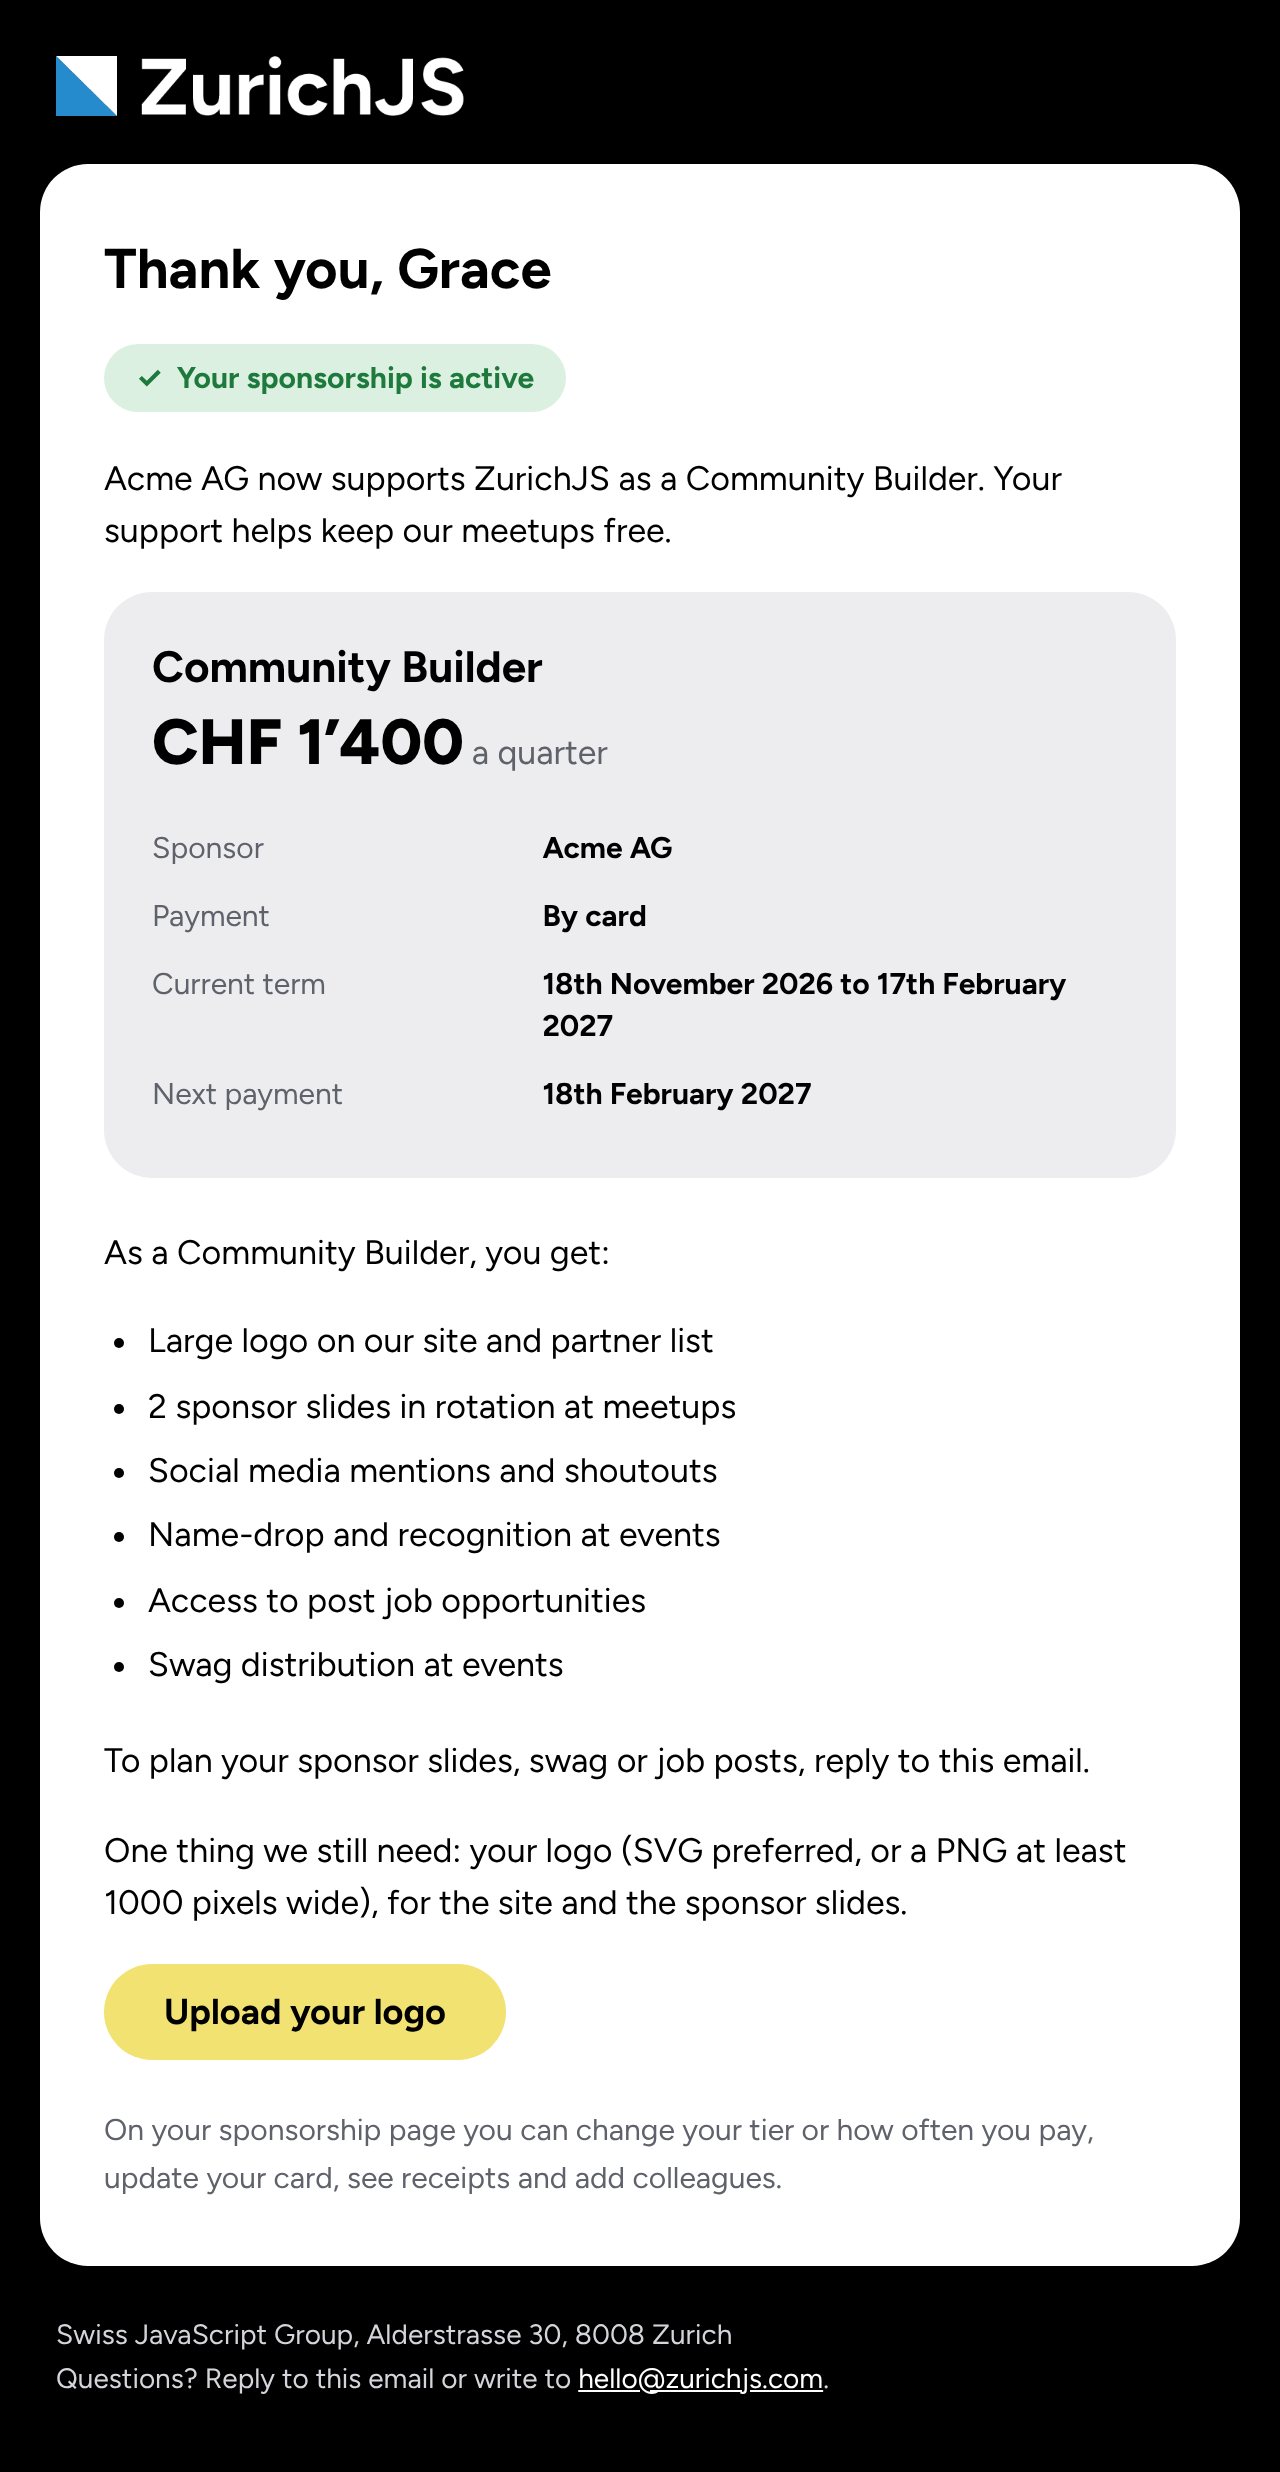 ZurichJS
Thank you, Grace
✓ Your sponsorship is active
Acme AG now supports ZurichJS as a Community Builder. Your
support helps keep our meetups free.
Community Builder
CHF 1’400 a quarter
Sponsor Acme AG
Payment By card
Current term 18th November 2026 to 17th February
2027
Next payment 18th February 2027
As a Community Builder, you get:
• Large logo on our site and partner list
• 2 sponsor slides in rotation at meetups
• Social media mentions and shoutouts
• Name-drop and recognition at events
• Access to post job opportunities
• Swag distribution at events
To plan your sponsor slides, swag or job posts, reply to this email.
One thing we still need: your logo (SVG preferred, or a PNG at least
1000 pixels wide), for the site and the sponsor slides.
Upload your logo
On your sponsorship page you can change your tier or how often you pay,
update your card, see receipts and add colleagues.
Swiss JavaScript Group, Alderstrasse 30, 8008 Zurich
Questions? Reply to this email or write to hello@zurichjs.com.